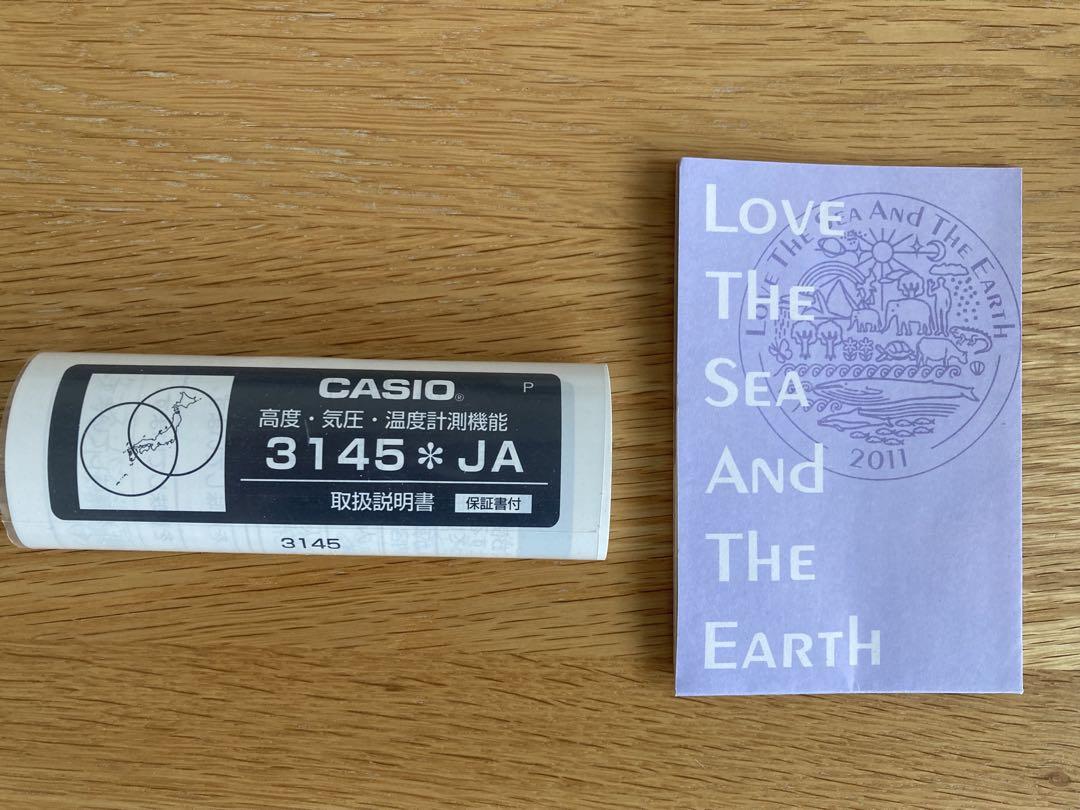 CASIO®
P
高度・気圧・温度計測機能
3145＊JA
取扱説明書 保証書付
3145
LOVE
THE
SEA
AND
THE
EARTH
LOVE THE SEA AND THE EARTH
2011